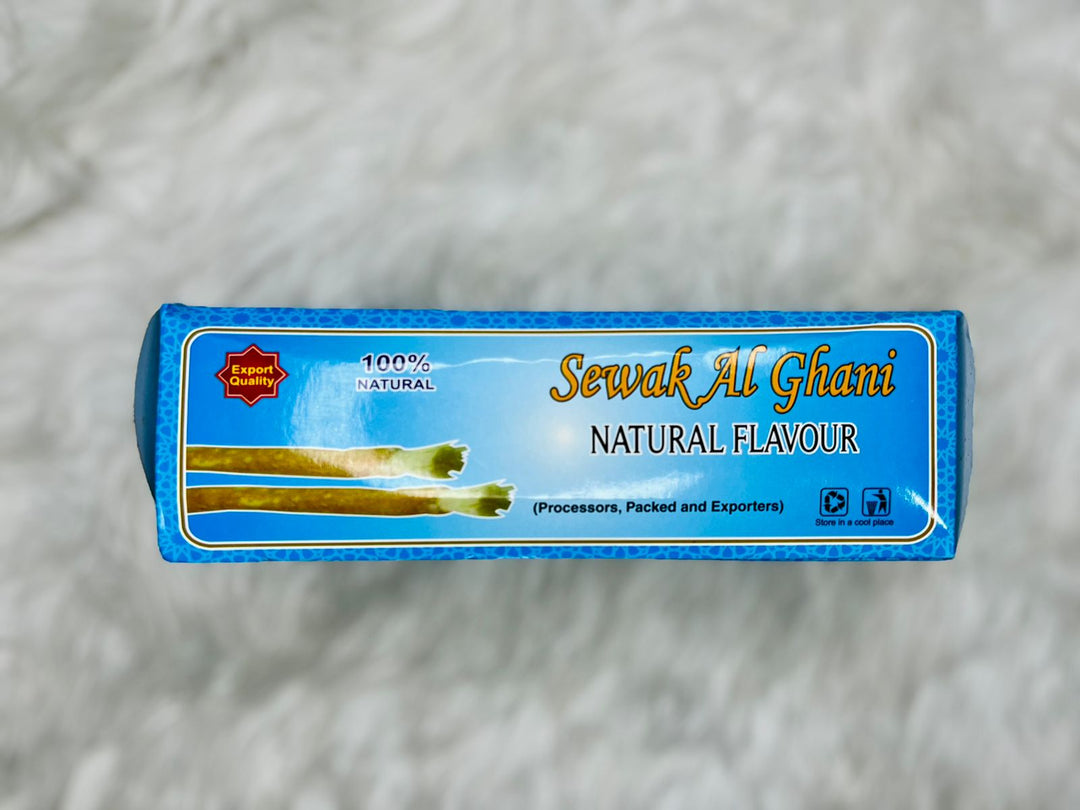 Export
Quality
100%
NATURAL
Sewak Al Ghani
NATURAL FLAVOUR
(Processors, Packed and Exporters)
Store in a cool place